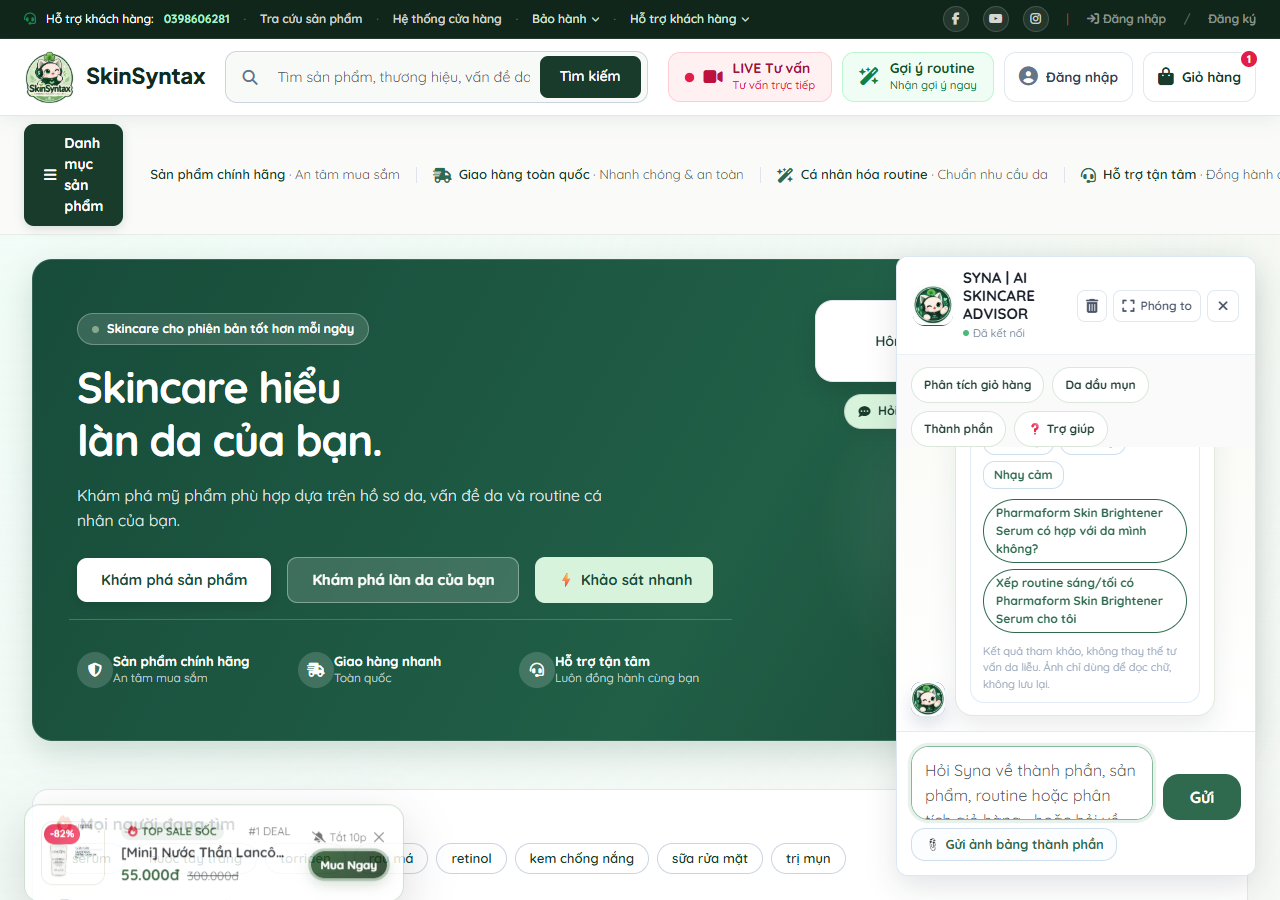 Hỗ trợ khách hàng: 0398606281 · Tra cứu sản phẩm · Hệ thống cửa hàng · Bảo hành · Hỗ trợ khách hàng
Đăng nhập / Đăng ký
SkinSyntax
Tìm sản phẩm, thương hiệu, vấn đề da
Tìm kiếm
LIVE Tư vấn
Tư vấn trực tiếp
Gợi ý routine
Nhận gợi ý ngay
Đăng nhập
Giỏ hàng
1
Danh
mục
sản
phẩm
Sản phẩm chính hãng · An tâm mua sắm
Giao hàng toàn quốc · Nhanh chóng & an toàn
Cá nhân hóa routine · Chuẩn nhu cầu da
Hỗ trợ tận tâm · Đồng hành
Skincare cho phiên bản tốt hơn mỗi ngày
Skincare hiểu
làn da của bạn.
Khám phá mỹ phẩm phù hợp dựa trên hồ sơ da, vấn đề da và routine cá
nhân của bạn.
Khám phá sản phẩm
Khám phá làn da của bạn
Khảo sát nhanh
Sản phẩm chính hãng
An tâm mua sắm
Giao hàng nhanh
Toàn quốc
Hỗ trợ tận tâm
Luôn đồng hành cùng bạn
SYNA | AI
SKINCARE
ADVISOR
Đã kết nối
Phóng to
Phân tích giỏ hàng
Da dầu mụn
Thành phần
Trợ giúp
Nhạy cảm
Pharmaform Skin Brightener
Serum có hợp với da mình
không?
Xếp routine sáng/tối có
Pharmaform Skin Brightener
Serum cho tôi
Kết quả tham khảo, không thay thế tư
vấn da liễu. Ảnh chỉ dùng để đọc chữ,
không lưu lại.
Hỏi Syna về thành phần, sản
phẩm, routine hoặc phân
tích giỏ hàng, hoặc hỏi về
Gửi
Gửi ảnh bảng thành phần
Mọi người đang tìm
serum
retinol
kem chống nắng
sữa rửa mặt
trị mụn
-82%
TOP SALE SỐC
#1 DEAL
Tắt 10p
[Mini] Nước Thần Lancô...
55.000đ 300.000đ
Mua Ngay